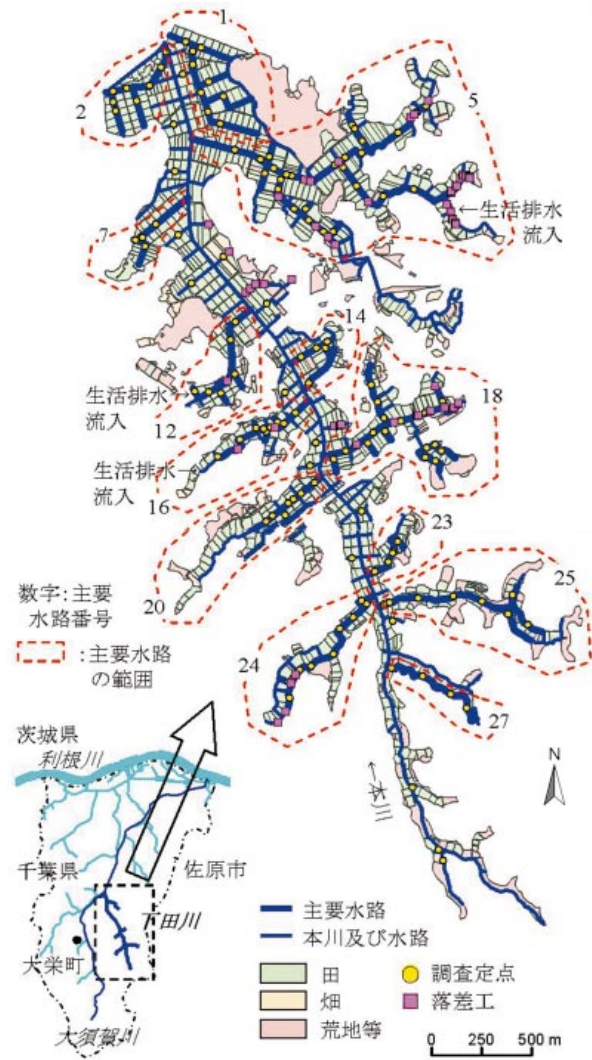 1
2
5
←生活排水
流入
7
14
生活排水→
流入
12
18
生活排水→
流入
16
23
20
25
数字:主要
水路番号
:主要水路
の範囲
24
27
茨城県
利根川
N
←本川
千葉県
佐原市
下田川
大栄町
大須賀川
主要水路
本川及び水路
田
調査定点
畑
落差工
荒地等
0 250 500 m